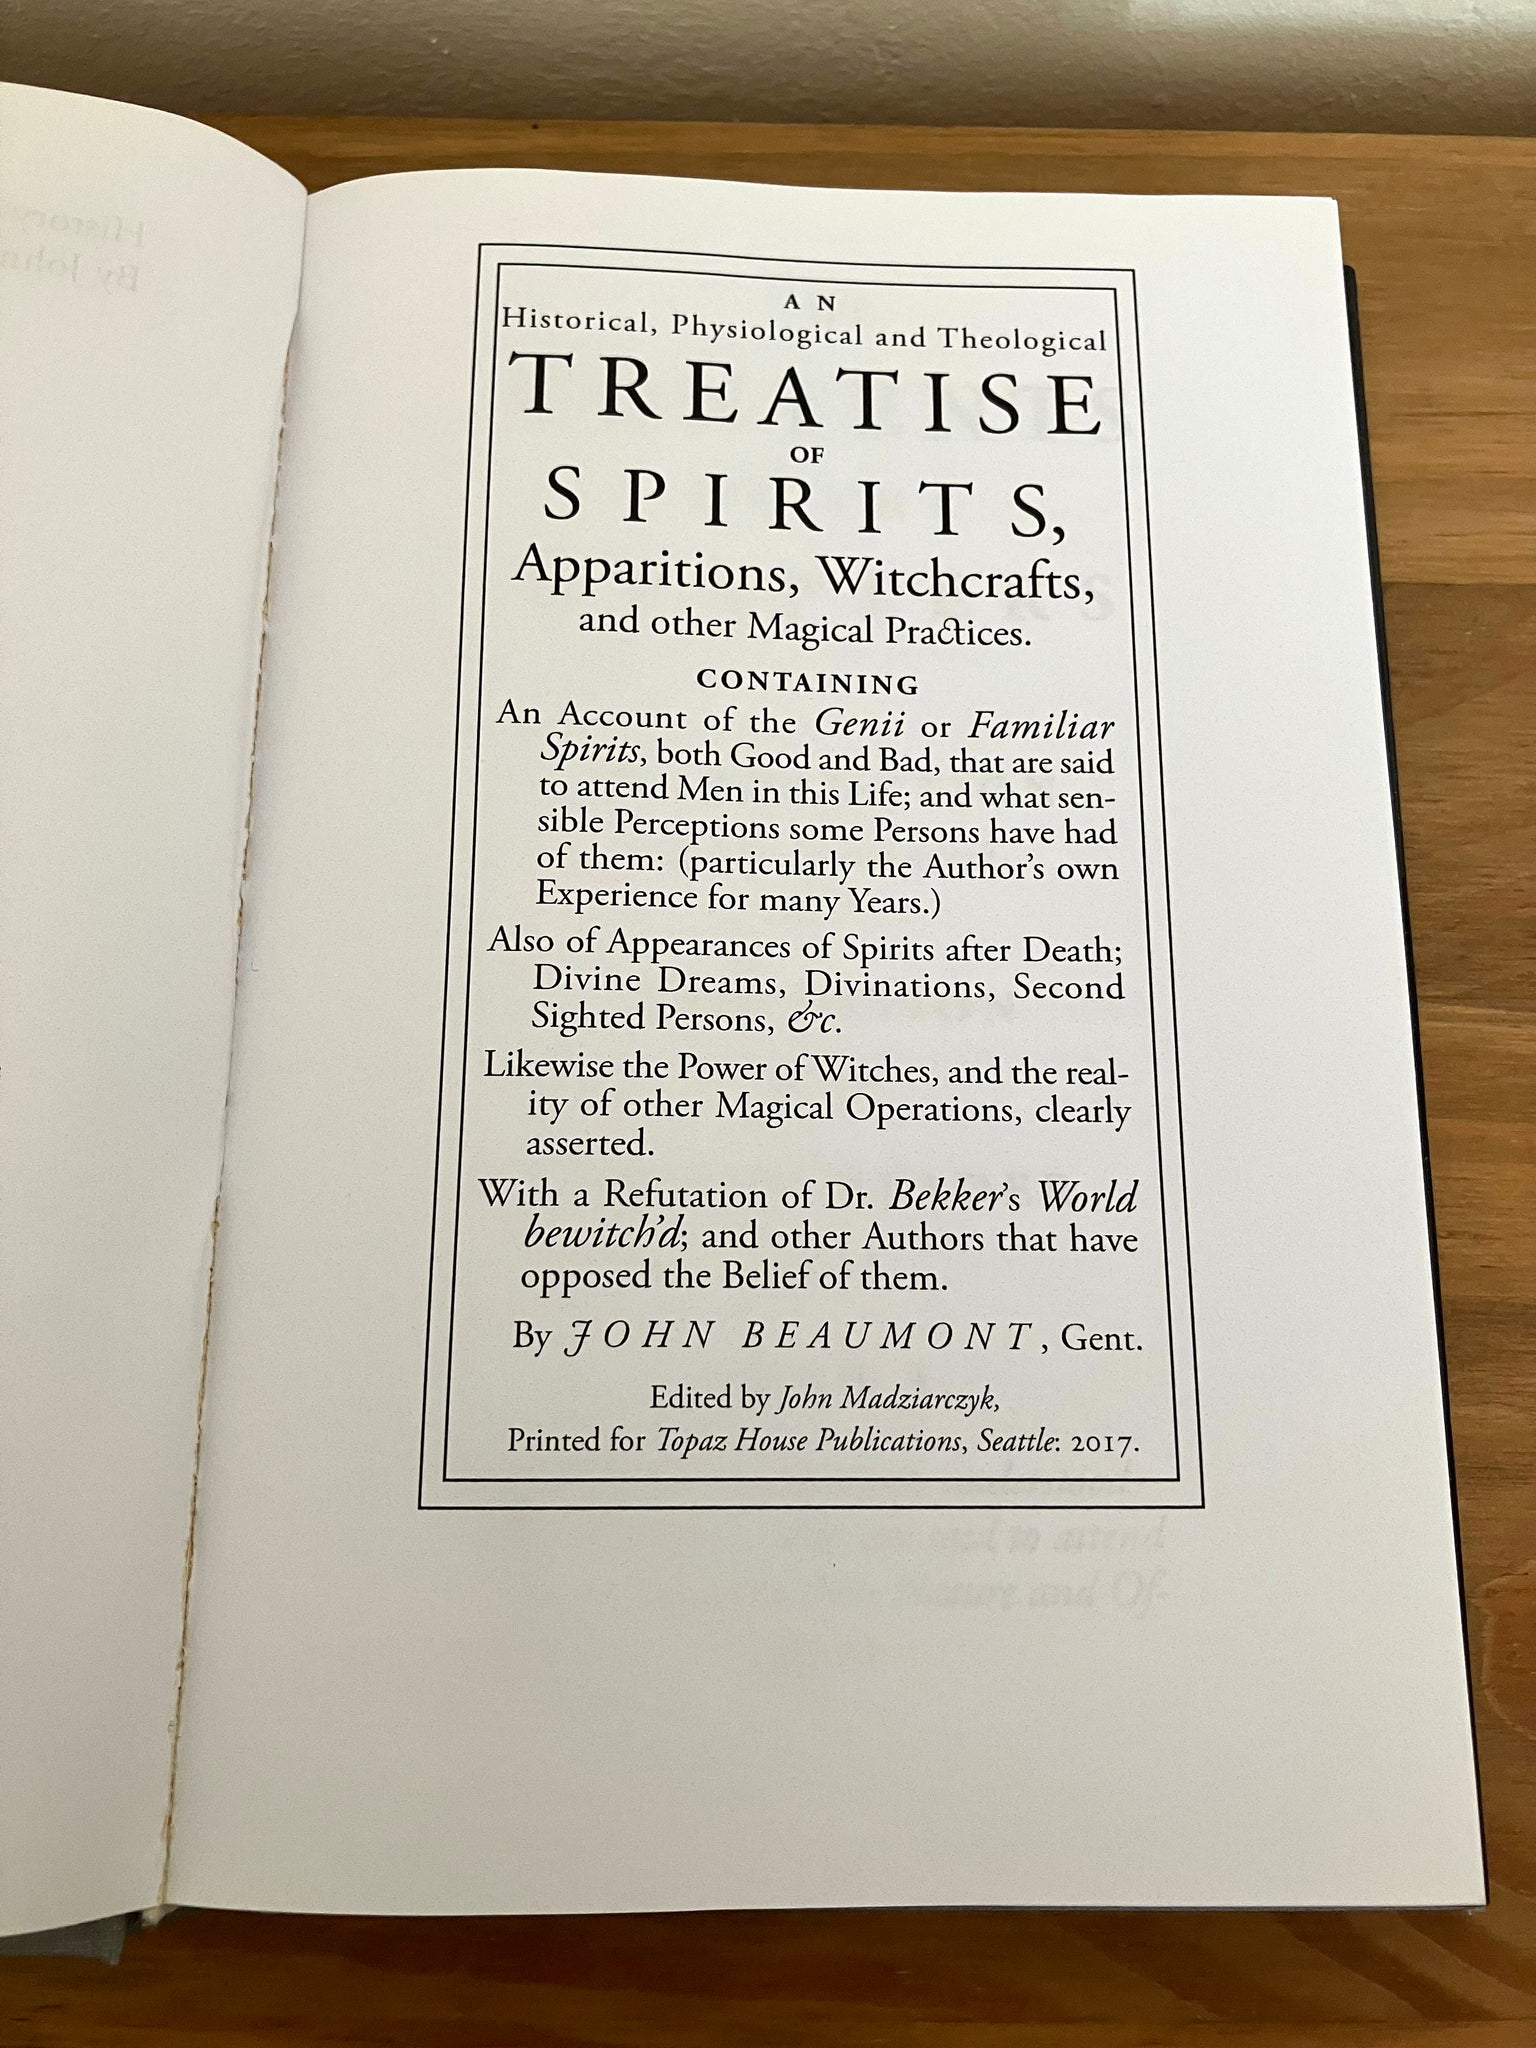 AN
Historical, Physiological and Theological
TREATISE
OF
SPIRITS,
Apparitions, Witchcrafts,
and other Magical Practices.
CONTAINING
An Account of the Genii or Familiar
Spirits, both Good and Bad, that are said
to attend Men in this Life; and what sen-
sible Perceptions some Persons have had
of them: (particularly the Author's own
Experience for many Years.)
Also of Appearances of Spirits after Death;
Divine Dreams, Divinations, Second
Sighted Persons, &c.
Likewise the Power of Witches, and the real-
ity of other Magical Operations, clearly
asserted.
With a Refutation of Dr. Bekker's World
bewitch'd; and other Authors that have
opposed the Belief of them.
By JOHN BEAUMONT, Gent.
Edited by John Madziarczyk,
Printed for Topaz House Publications, Seattle: 2017.